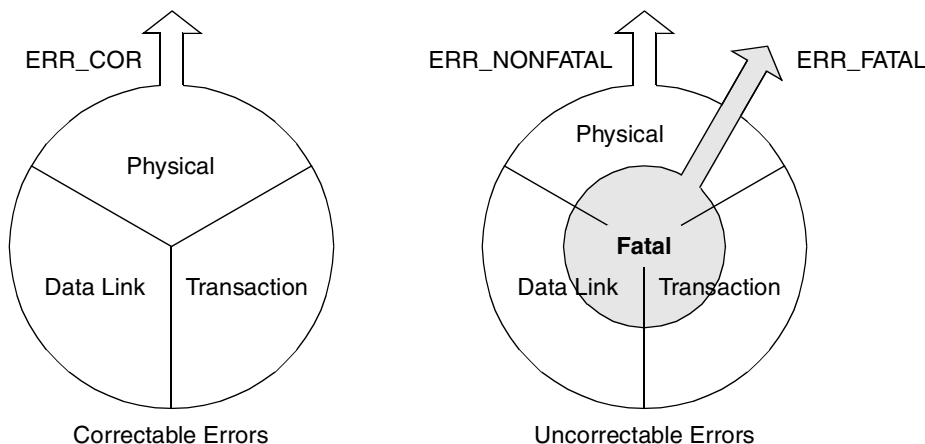 ERR_COR
Physical
Data Link
Transaction
Correctable Errors
ERR_NONFATAL
ERR_FATAL
Physical
Fatal
Data Link
Transaction
Uncorrectable Errors